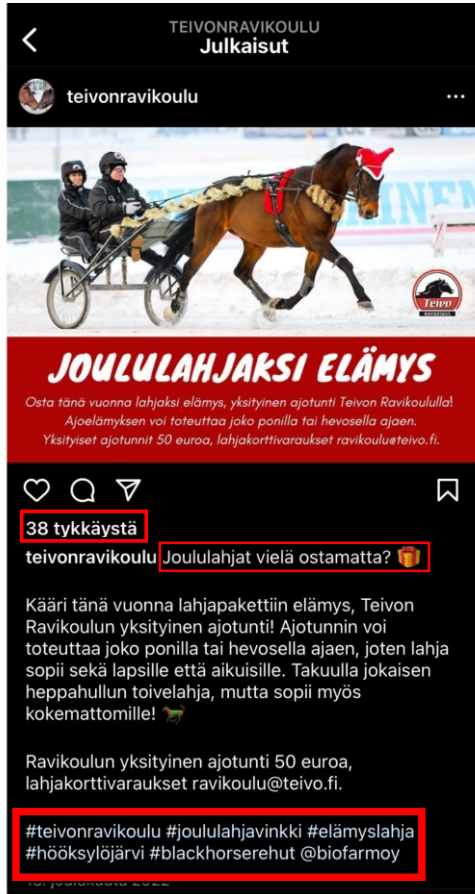 TEIVONRAVIKOULU
Julkaisut
teivonravikoulu
Teivo
JOULULAHJAKSI ELÄMYS
Osta tänä vuonna lahjaksi elämys, yksityinen ajotunti Teivon Ravikoululla!
Ajoelämyksen voi toteuttaa joko ponilla tai hevosella ajaen.
Yksityiset ajotunnit 50 euroa, lahjakorttivaraukset ravikoulu@teivo.fi.
38 tykkäystä
teivonravikoulu Joululahjat vielä ostamatta? 🎁
Kääri tänä vuonna lahjapakettiin elämys, Teivon
Ravikoulun yksityinen ajotunti! Ajotunnin voi
toteuttaa joko ponilla tai hevosella ajaen, joten lahja
sopii sekä lapsille että aikuisille. Takuulla jokaisen
heppahullun toivelahja, mutta sopii myös
kokemattomille! 🐎
Ravikoulun yksityinen ajotunti 50 euroa,
lahjakorttivaraukset ravikoulu@teivo.fi.
#teivonravikoulu #joululahjavinkki #elämyslahja
#hööksylöjärvi #blackhorserehut @biofarmoy